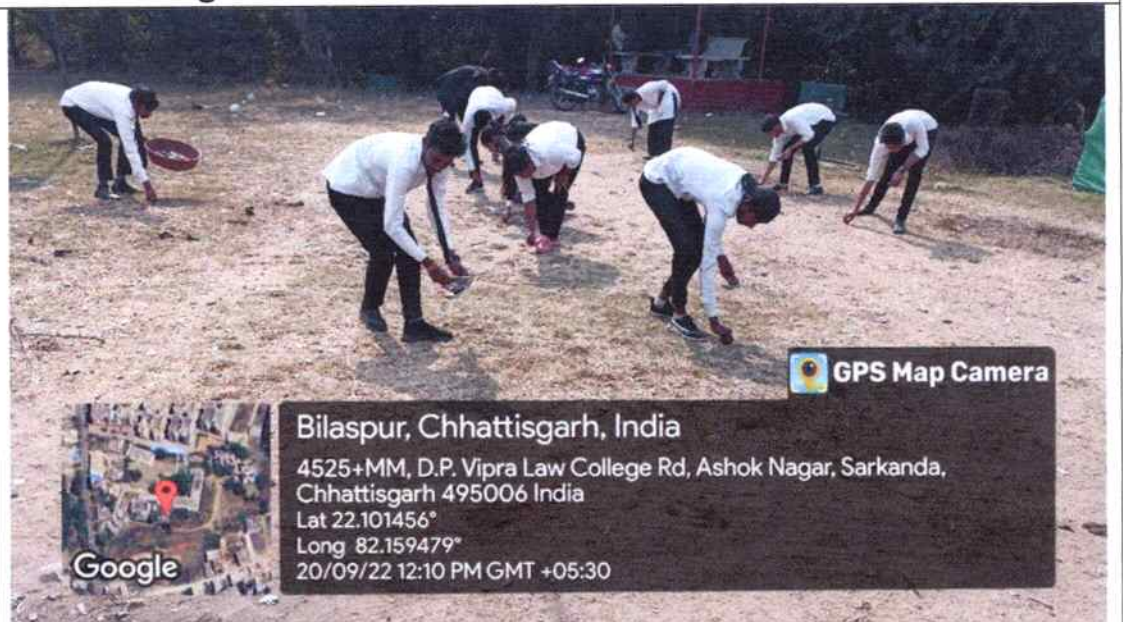 GPS Map Camera
Bilaspur, Chhattisgarh, India
4525+MM, D.P. Vipra Law College Rd, Ashok Nagar, Sarkanda,
Chhattisgarh 495006 India
Lat 22.101456°
Long 82.159479°
20/09/22 12:10 PM GMT +05:30
Google